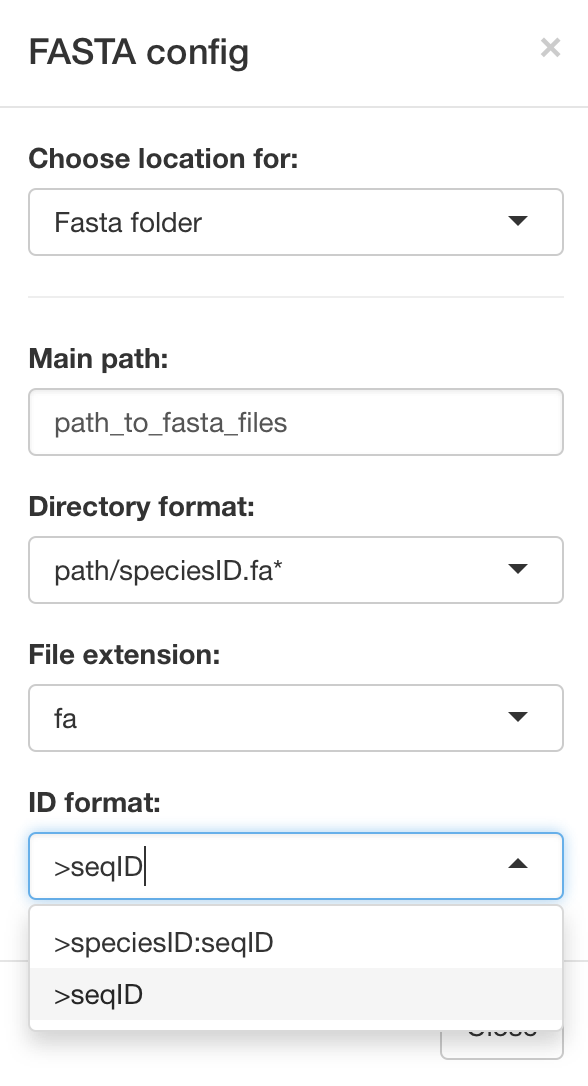 FASTA config
×
Choose location for:
Fasta folder
Main path:
path_to_fasta_files
Directory format:
path/speciesID.fa*
File extension:
fa
ID format:
>seqID
>speciesID:seqID
>seqID
Close